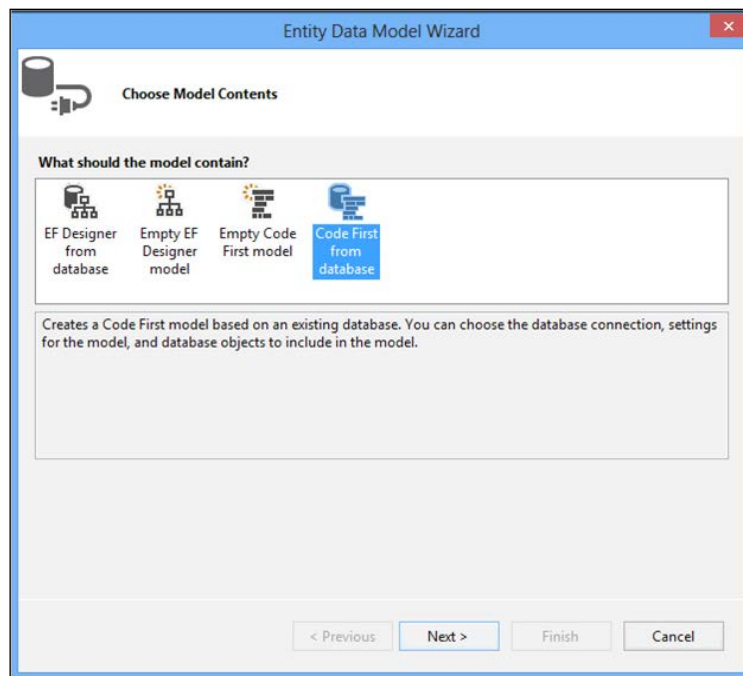 Entity Data Model Wizard
Choose Model Contents
What should the model contain?
EF Designer
from
database
Empty EF
Designer
model
Empty Code
First model
Code First
from
database
Creates a Code First model based on an existing database. You can choose the database connection, settings
for the model, and database objects to include in the model.
< Previous
Next >
Finish
Cancel